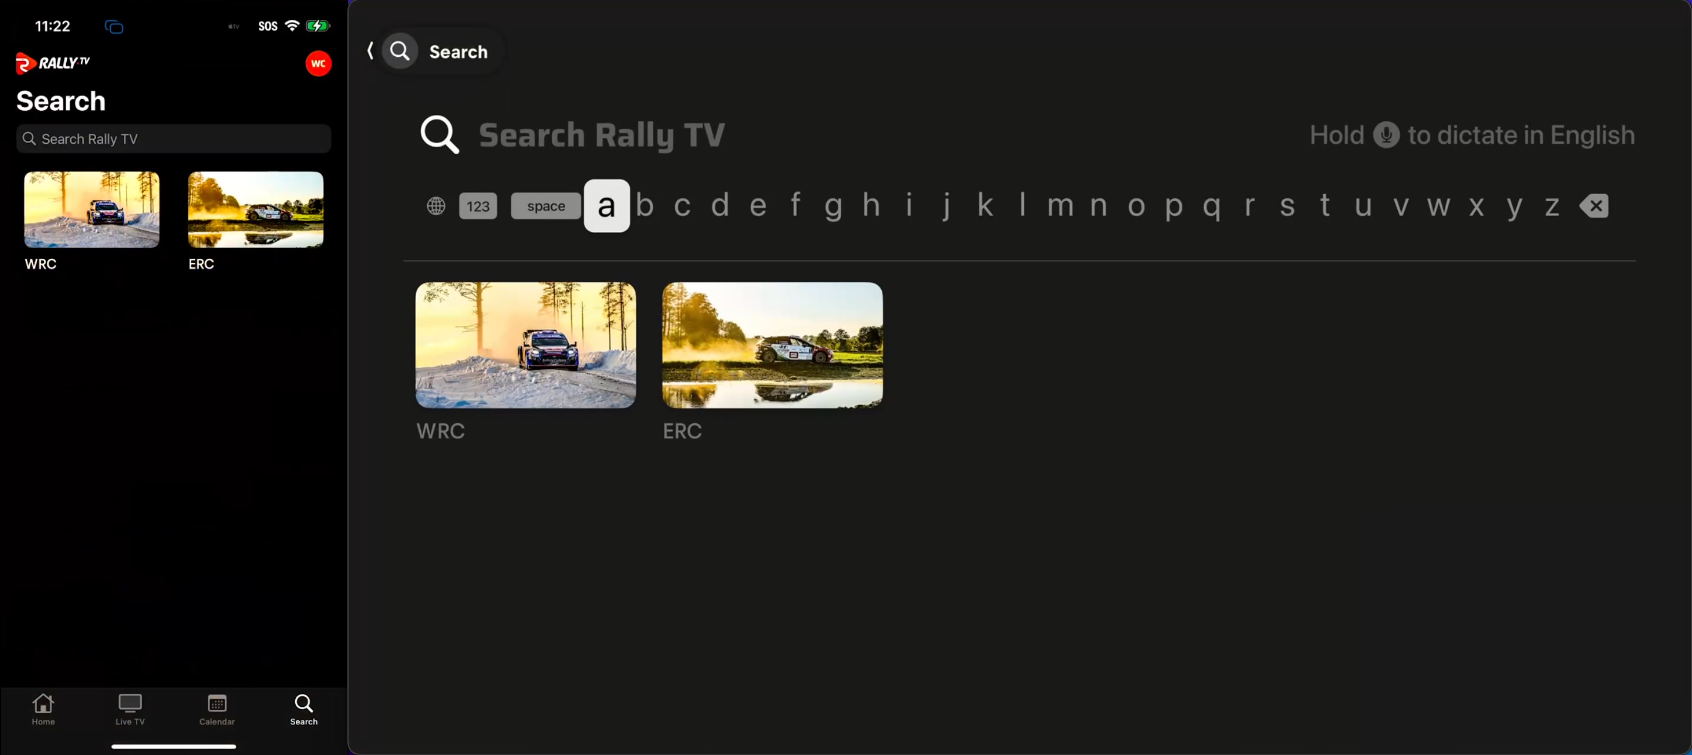 11:22
SOS
RALLY.TV
WC
Search
Search Rally TV
WRC
ERC
Home
Live TV
Calendar
Search
Search
Search Rally TV
Hold to dictate in English
123 space a b c d e f g h i j k l m n o p q r s t u v w x y z
WRC
ERC